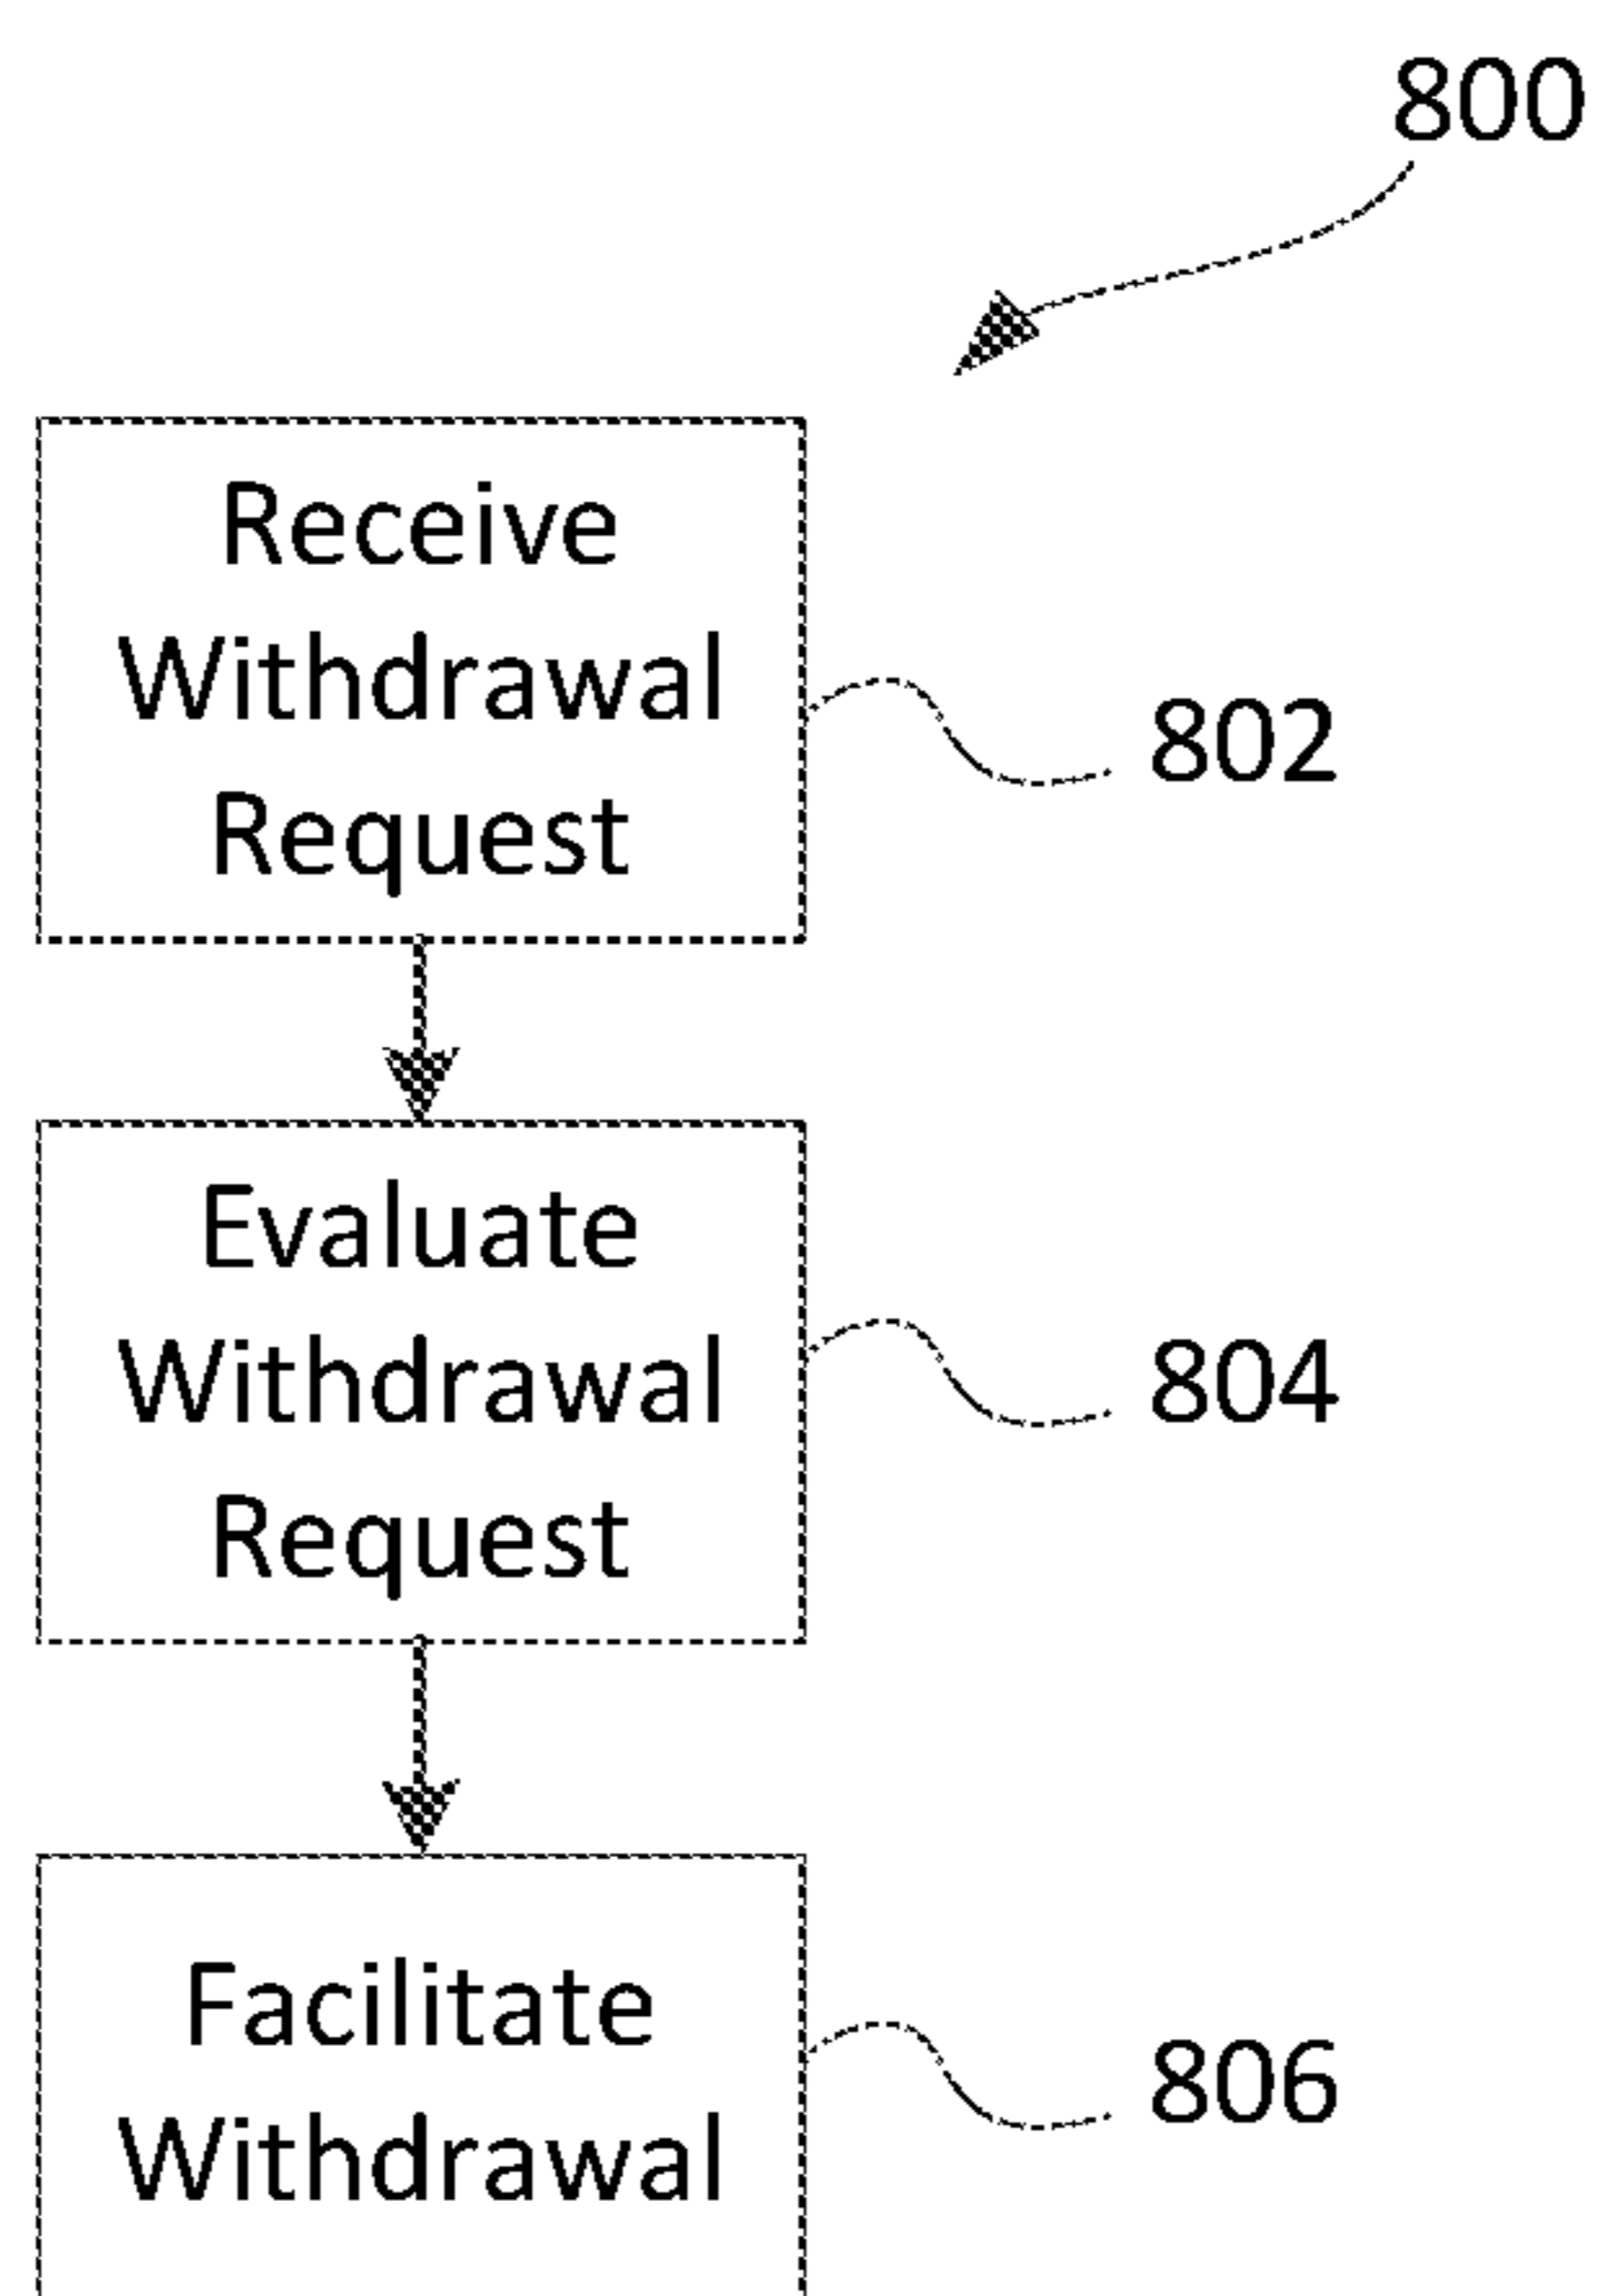 800
Receive
Withdrawal
Request
802
Evaluate
Withdrawal
Request
804
Facilitate
Withdrawal
806